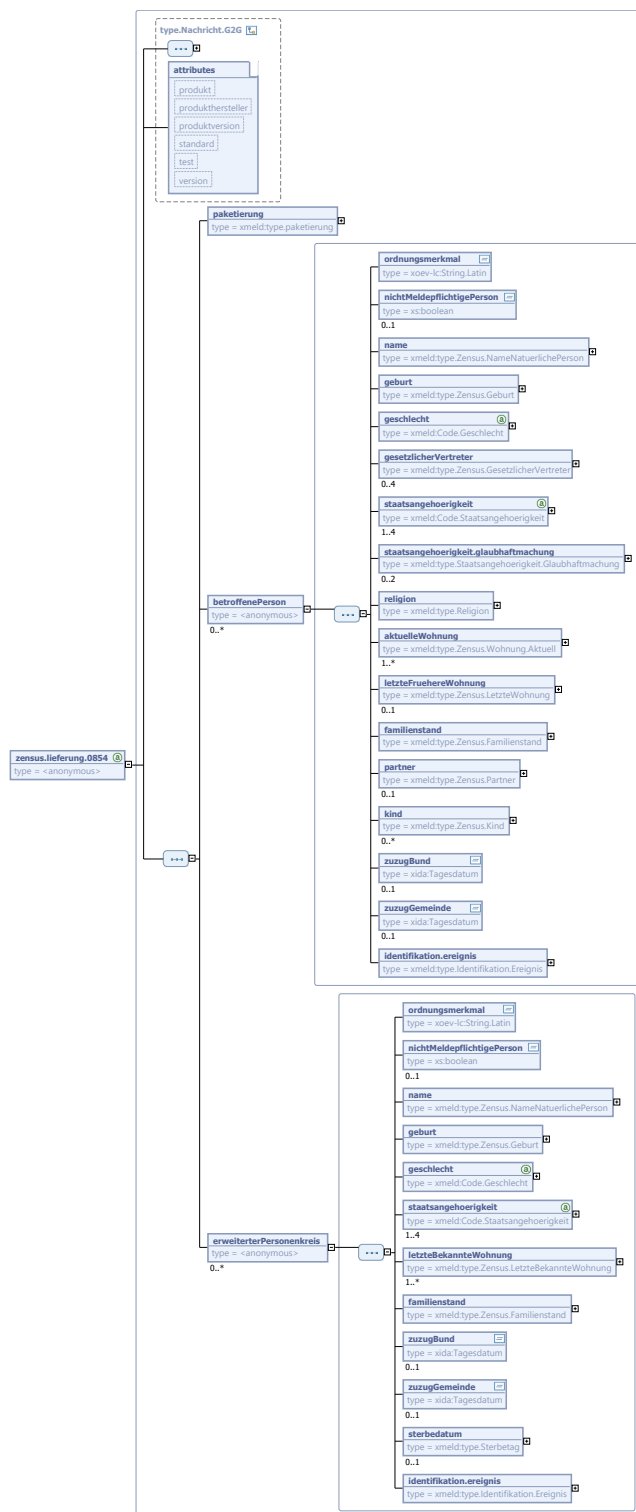 type.Nachricht.G2G
attributes
produkt
produkthersteller
produktversion
standard
test
version
paketierung
type = xmeld:type.paketierung
ordnungsmerkmal
type = xoev-lc:String.Latin
nichtMeldepflichtigePerson
type = xs:boolean
0..1
name
type = xmeld:type.Zensus.NameNatuerlichePerson
geburt
type = xmeld:type.Zensus.Geburt
geschlecht
type = xmeld:Code.Geschlecht
gesetzlicherVertreter
type = xmeld:type.Zensus.GesetzlicherVertreter
0..4
staatsangehoerigkeit
type = xmeld:Code.Staatsangehoerigkeit
1..4
staatsangehoerigkeit.glaubhaftmachung
type = xmeld:type.Staatsangehoerigkeit.Glaubhaftmachung
0..2
betroffenePerson
type = <anonymous>
0..*
religion
type = xmeld:type.Religion
aktuelleWohnung
type = xmeld:type.Zensus.Wohnung.Aktuell
1..*
letzteFruehereWohnung
type = xmeld:type.Zensus.LetzteWohnung
0..1
familienstand
type = xmeld:type.Zensus.Familienstand
zensus.lieferung.0854
type = <anonymous>
partner
type = xmeld:type.Zensus.Partner
0..1
kind
type = xmeld:type.Zensus.Kind
0..*
zuzugBund
type = xida:Tagesdatum
0..1
zuzugGemeinde
type = xida:Tagesdatum
0..1
identifikation.ereignis
type = xmeld:type.Identifikation.Ereignis
ordnungsmerkmal
type = xoev-lc:String.Latin
nichtMeldepflichtigePerson
type = xs:boolean
0..1
name
type = xmeld:type.Zensus.NameNatuerlichePerson
geburt
type = xmeld:type.Zensus.Geburt
geschlecht
type = xmeld:Code.Geschlecht
staatsangehoerigkeit
type = xmeld:Code.Staatsangehoerigkeit
1..4
erweiterterPersonenkreis
type = <anonymous>
0..*
letzteBekannteWohnung
type = xmeld:type.Zensus.LetzteBekannteWohnung
1..*
familienstand
type = xmeld:type.Zensus.Familienstand
zuzugBund
type = xida:Tagesdatum
0..1
zuzugGemeinde
type = xida:Tagesdatum
0..1
sterbedatum
type = xmeld:type.Sterbetag
0..1
identifikation.ereignis
type = xmeld:type.Identifikation.Ereignis